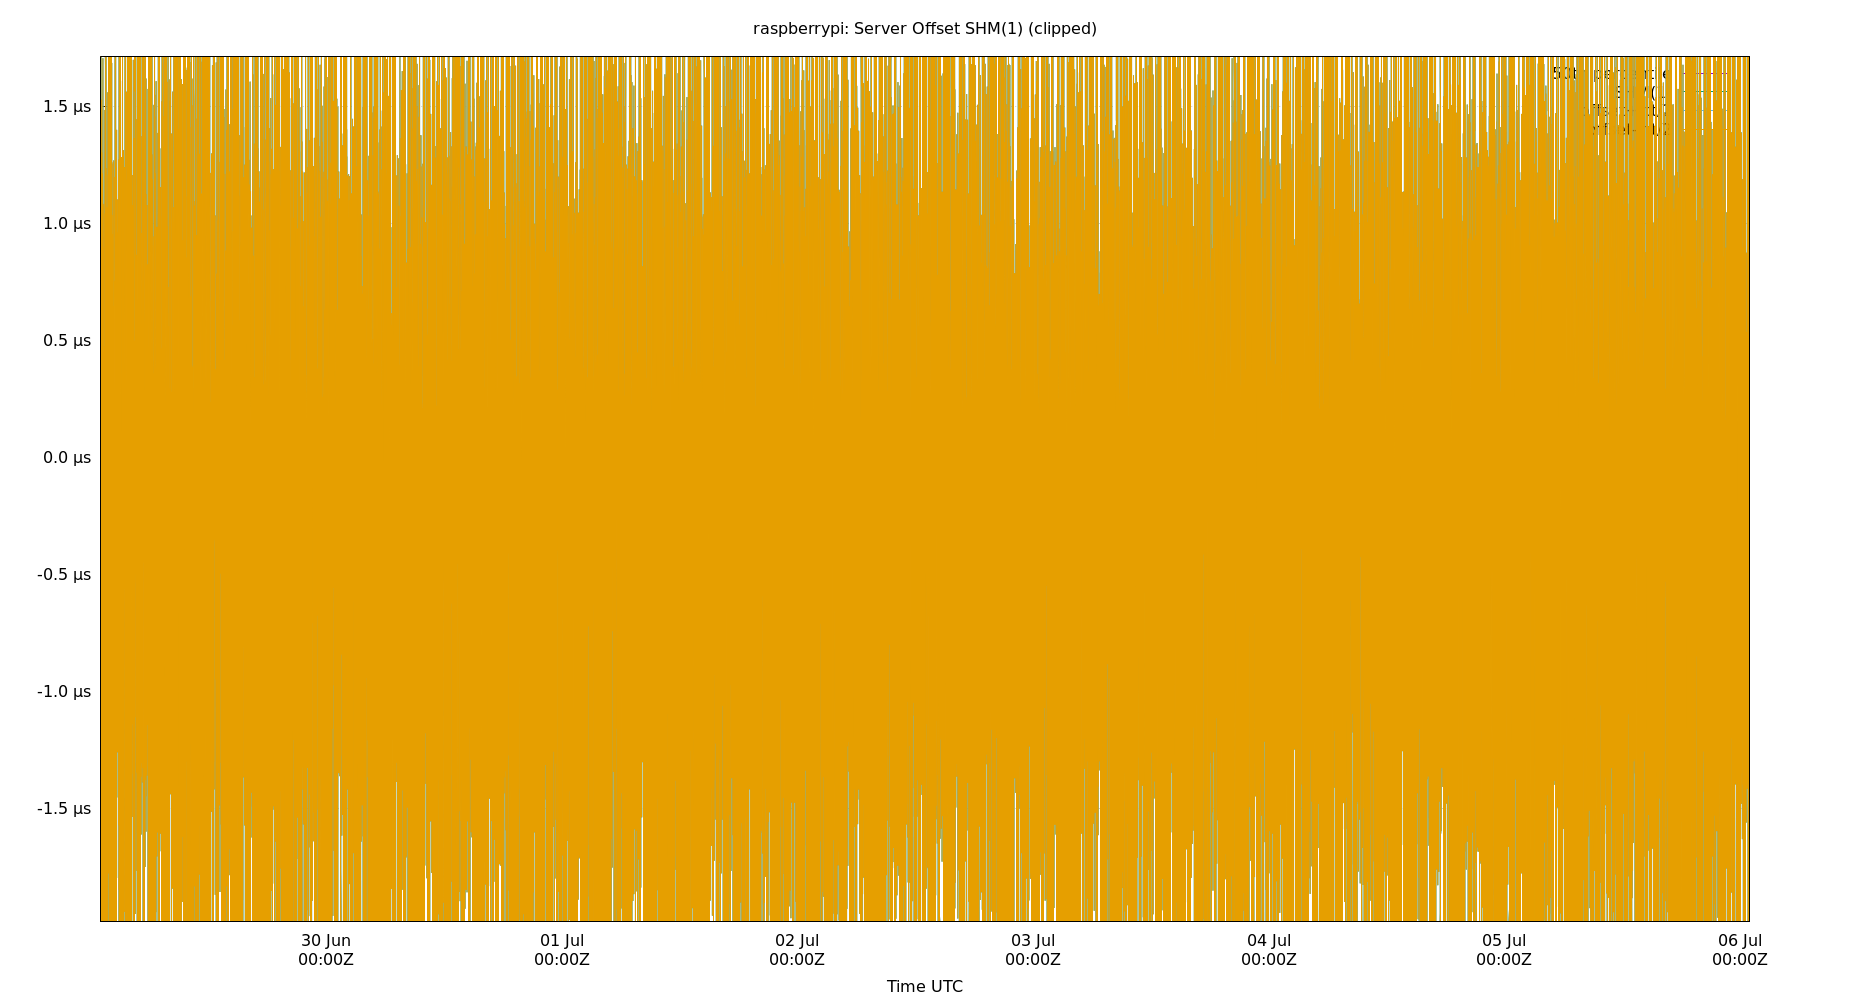 raspberrypi: Server Offset SHM(1) (clipped)
1.5 µs
1.0 µs
0.5 µs
0.0 µs
-0.5 µs
-1.0 µs
-1.5 µs
30 Jun 01 Jul 02 Jul 03 Jul 04 Jul 05 Jul 06 Jul
00:00Z 00:00Z 00:00Z 00:00Z 00:00Z 00:00Z 00:00Z
Time UTC